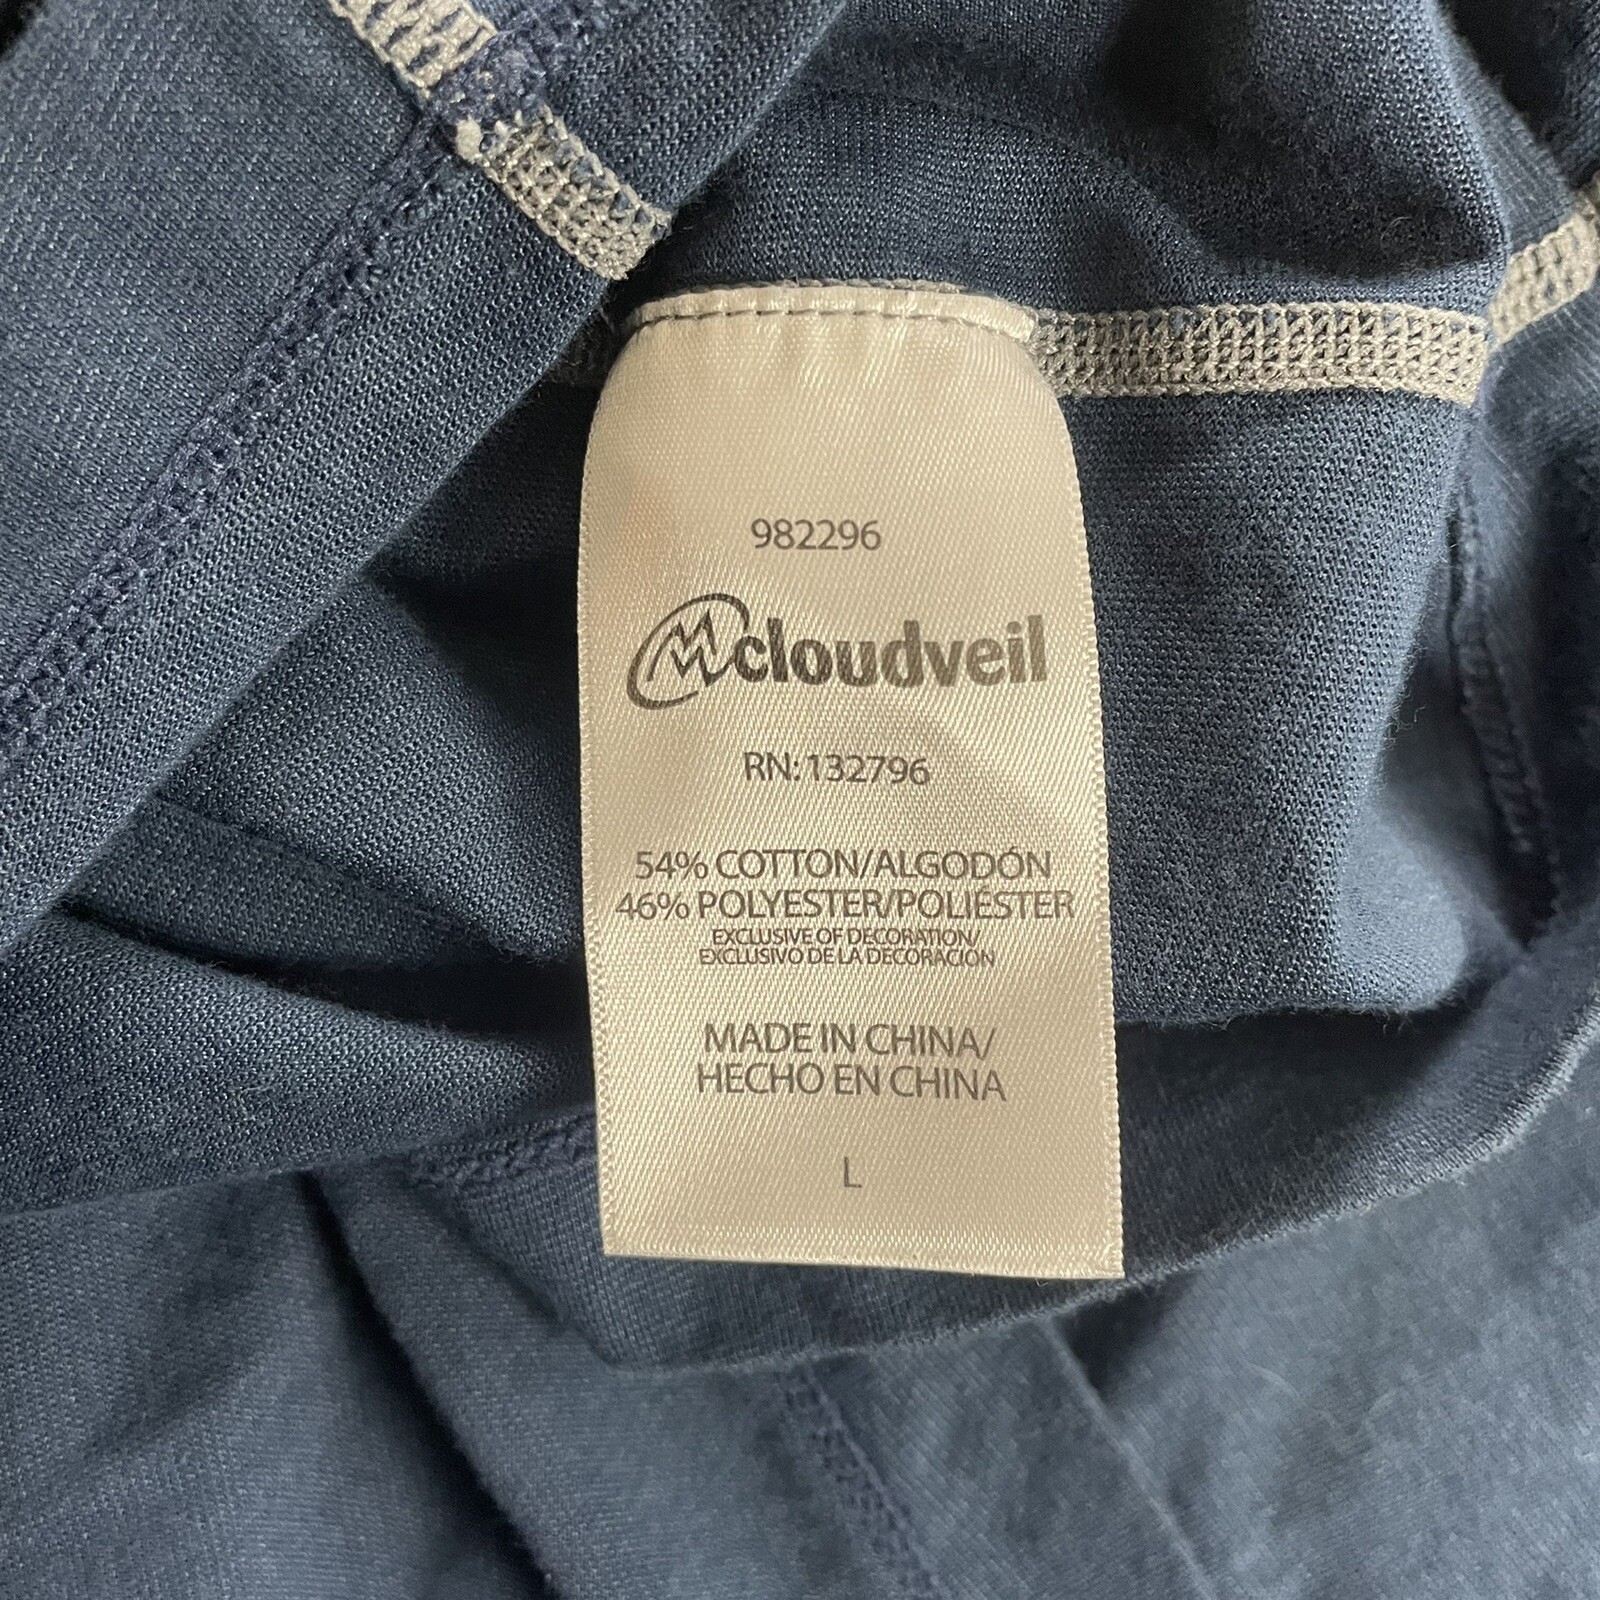 982296
cloudveil
RN: 132796
54% COTTON/ALGODÓN
46% POLYESTER/POLIÉSTER
EXCLUSIVE OF DECORATION/
EXCLUSIVO DE LA DECORACION
MADE IN CHINA/
HECHO EN CHINA
L